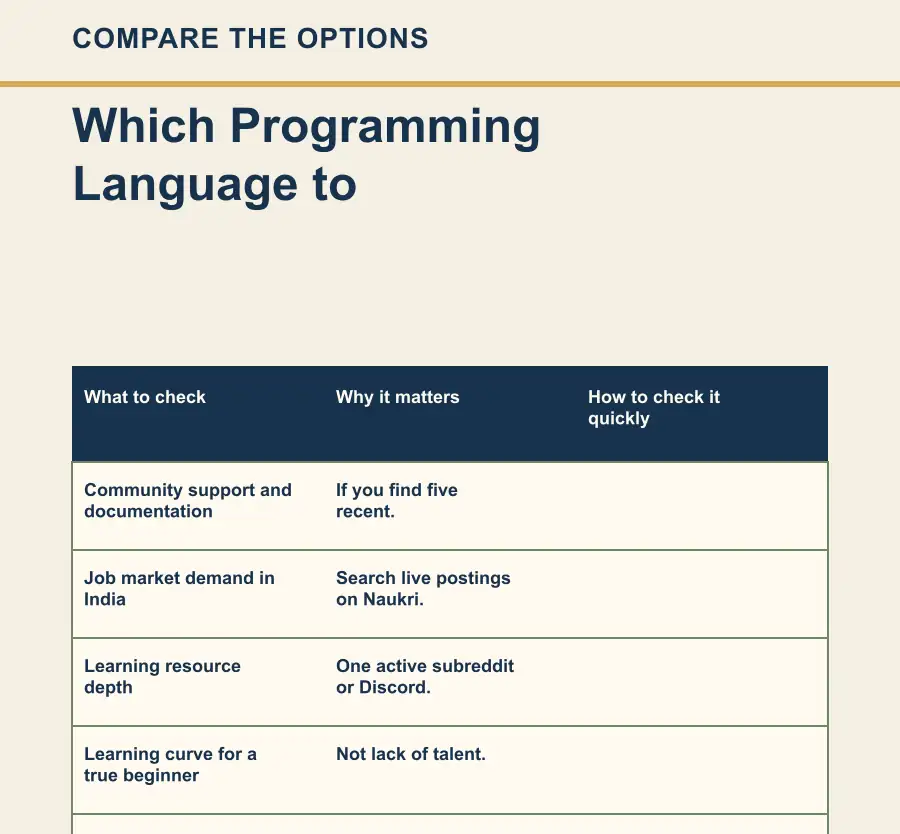 COMPARE THE OPTIONS
Which Programming
Language to
What to check
Why it matters
How to check it
quickly
Community support and
documentation
If you find five
recent.
Job market demand in
India
Search live postings
on Naukri.
Learning resource
depth
One active subreddit
or Discord.
Learning curve for a
true beginner
Not lack of talent.